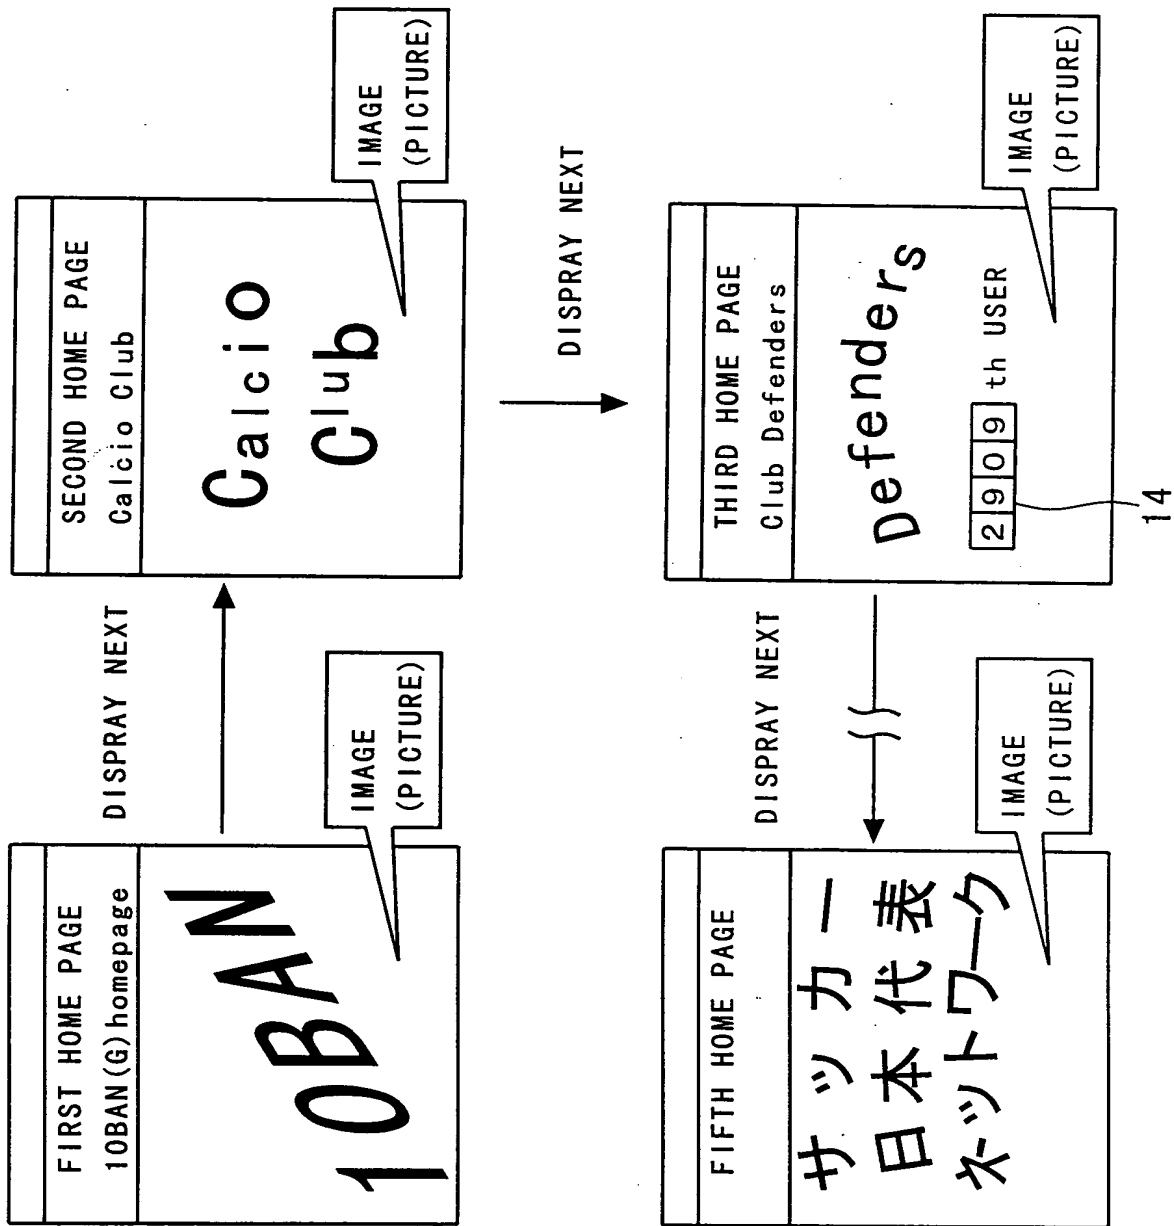 FIRST HOME PAGE
10BAN(G)homepage
10BAN
IMAGE
(PICTURE)
DISPRAY NEXT
SECOND HOME PAGE
Calcio Club
Calcio
Club
IMAGE
(PICTURE)
DISPRAY NEXT
THIRD HOME PAGE
Club Defenders
Defenders
2909th USER
14
IMAGE
(PICTURE)
DISPRAY NEXT
FIFTH HOME PAGE
サッカー
日本代表
ネットワーク
IMAGE
(PICTURE)